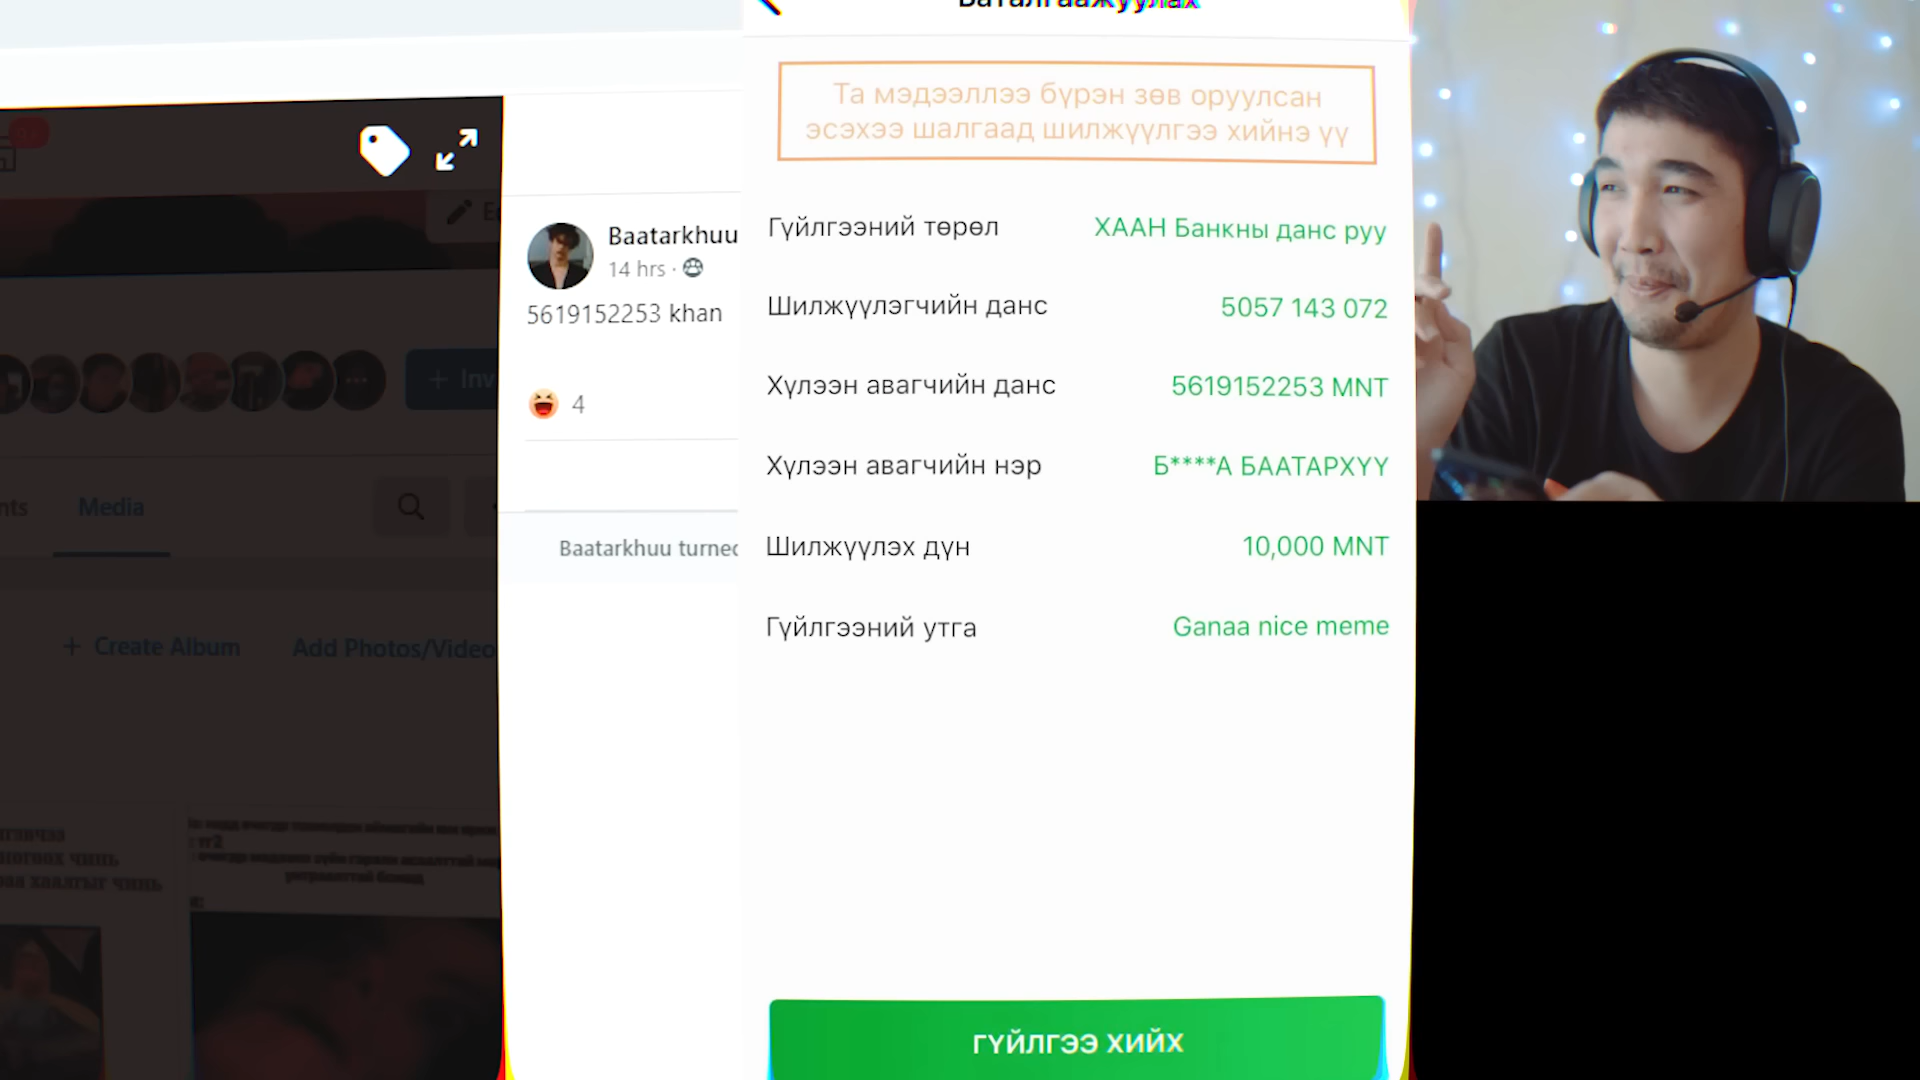 Баталгаажуулах
Та мэдээллээ бүрэн зөв оруулсан
эсэхээ шалгаад шилжүүлгээ хийнэ үү
Гүйлгээний төрөл
ХААН Банкны данс руу
Шилжүүлэгчийн данс
5057 143 072
Хүлээн авагчийн данс
5619152253 MNT
Хүлээн авагчийн нэр
Б****А БААТАРХҮҮ
Шилжүүлэх дүн
10,000 MNT
Гүйлгээний утга
Ganaa nice meme
ГҮЙЛГЭЭ ХИЙХ
Baatarkhuu
14 hrs ·
5619152253 khan
4
Baatarkhuu turned
+ Inv
Media
+ Create Album
Add Photos/Video